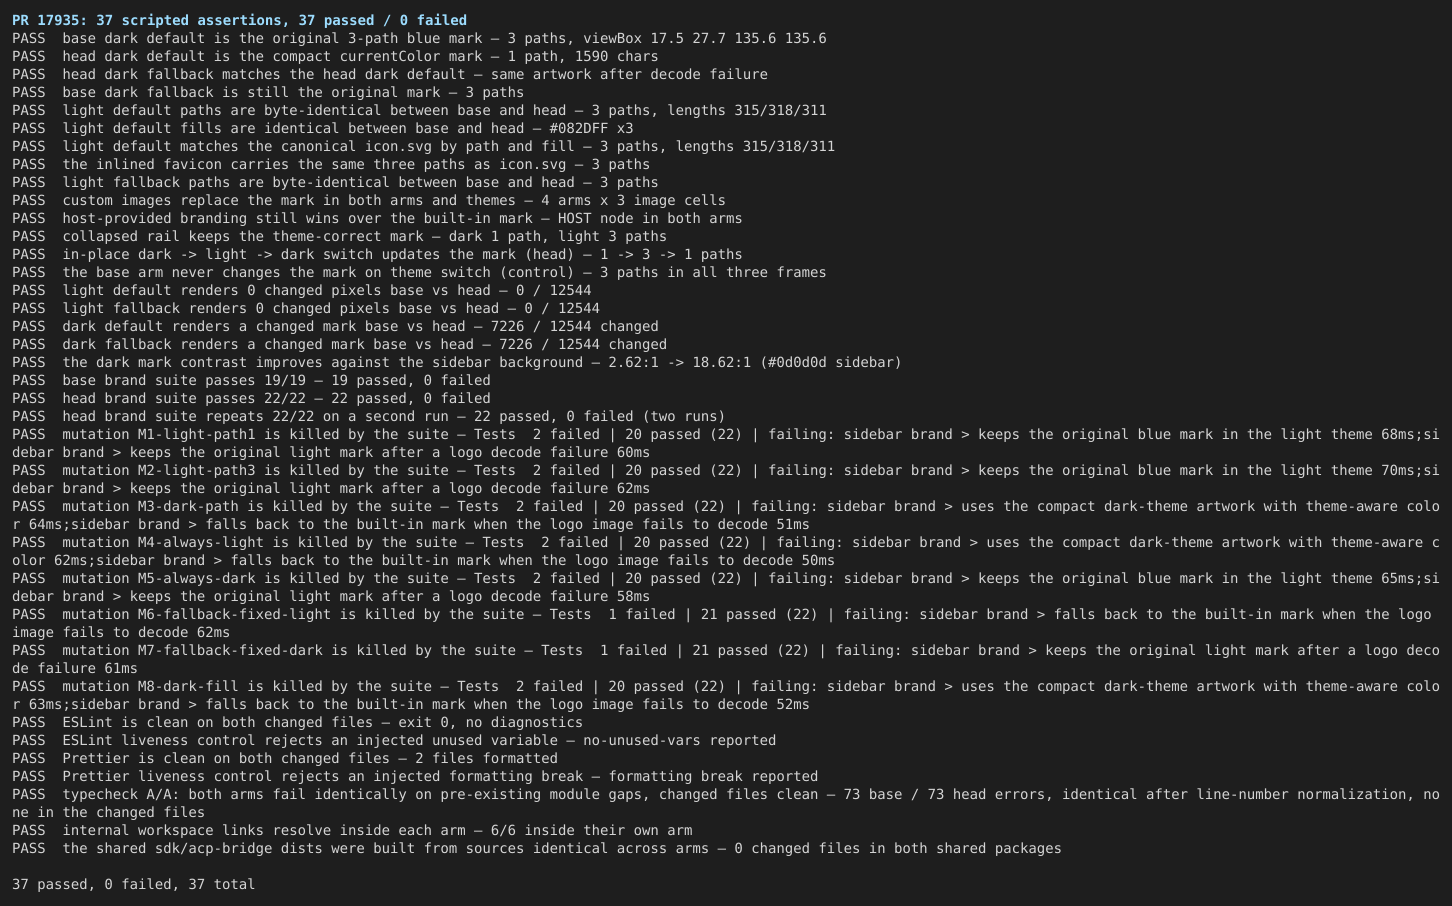 PR 17935: 37 scripted assertions, 37 passed / 0 failed
PASS  base dark default is the original 3-path blue mark — 3 paths, viewBox 17.5 27.7 135.6 135.6
PASS  head dark default is the compact currentColor mark — 1 path, 1590 chars
PASS  head dark fallback matches the head dark default — same artwork after decode failure
PASS  base dark fallback is still the original mark — 3 paths
PASS  light default paths are byte-identical between base and head — 3 paths, lengths 315/318/311
PASS  light default fills are identical between base and head — #082DFF x3
PASS  light default matches the canonical icon.svg by path and fill — 3 paths, lengths 315/318/311
PASS  the inlined favicon carries the same three paths as icon.svg — 3 paths
PASS  light fallback paths are byte-identical between base and head — 3 paths
PASS  custom images replace the mark in both arms and themes — 4 arms x 3 image cells
PASS  host-provided branding still wins over the built-in mark — HOST node in both arms
PASS  collapsed rail keeps the theme-correct mark — dark 1 path, light 3 paths
PASS  in-place dark -> light -> dark switch updates the mark (head) — 1 -> 3 -> 1 paths
PASS  the base arm never changes the mark on theme switch (control) — 3 paths in all three frames
PASS  light default renders 0 changed pixels base vs head — 0 / 12544
PASS  light fallback renders 0 changed pixels base vs head — 0 / 12544
PASS  dark default renders a changed mark base vs head — 7226 / 12544 changed
PASS  dark fallback renders a changed mark base vs head — 7226 / 12544 changed
PASS  the dark mark contrast improves against the sidebar background — 2.62:1 -> 18.62:1 (#0d0d0d sidebar)
PASS  base brand suite passes 19/19 — 19 passed, 0 failed
PASS  head brand suite passes 22/22 — 22 passed, 0 failed
PASS  head brand suite repeats 22/22 on a second run — 22 passed, 0 failed (two runs)
PASS  mutation M1-light-path1 is killed by the suite — Tests  2 failed | 20 passed (22) | failing: sidebar brand > keeps the original blue mark in the light theme 68ms;si
debar brand > keeps the original light mark after a logo decode failure 60ms
PASS  mutation M2-light-path3 is killed by the suite — Tests  2 failed | 20 passed (22) | failing: sidebar brand > keeps the original blue mark in the light theme 70ms;si
debar brand > keeps the original light mark after a logo decode failure 62ms
PASS  mutation M3-dark-path is killed by the suite — Tests  2 failed | 20 passed (22) | failing: sidebar brand > uses the compact dark-theme artwork with theme-aware colo
r 64ms;sidebar brand > falls back to the built-in mark when the logo image fails to decode 51ms
PASS  mutation M4-always-light is killed by the suite — Tests  2 failed | 20 passed (22) | failing: sidebar brand > uses the compact dark-theme artwork with theme-aware c
olor 62ms;sidebar brand > falls back to the built-in mark when the logo image fails to decode 50ms
PASS  mutation M5-always-dark is killed by the suite — Tests  2 failed | 20 passed (22) | failing: sidebar brand > keeps the original blue mark in the light theme 65ms;si
debar brand > keeps the original light mark after a logo decode failure 58ms
PASS  mutation M6-fallback-fixed-light is killed by the suite — Tests  1 failed | 21 passed (22) | failing: sidebar brand > falls back to the built-in mark when the logo
image fails to decode 62ms
PASS  mutation M7-fallback-fixed-dark is killed by the suite — Tests  1 failed | 21 passed (22) | failing: sidebar brand > keeps the original light mark after a logo deco
de failure 61ms
PASS  mutation M8-dark-fill is killed by the suite — Tests  2 failed | 20 passed (22) | failing: sidebar brand > uses the compact dark-theme artwork with theme-aware colo
r 63ms;sidebar brand > falls back to the built-in mark when the logo image fails to decode 52ms
PASS  ESLint is clean on both changed files — exit 0, no diagnostics
PASS  ESLint liveness control rejects an injected unused variable — no-unused-vars reported
PASS  Prettier is clean on both changed files — 2 files formatted
PASS  Prettier liveness control rejects an injected formatting break — formatting break reported
PASS  typecheck A/A: both arms fail identically on pre-existing module gaps, changed files clean — 73 base / 73 head errors, identical after line-number normalization, no
ne in the changed files
PASS  internal workspace links resolve inside each arm — 6/6 inside their own arm
PASS  the shared sdk/acp-bridge dists were built from sources identical across arms — 0 changed files in both shared packages
37 passed, 0 failed, 37 total